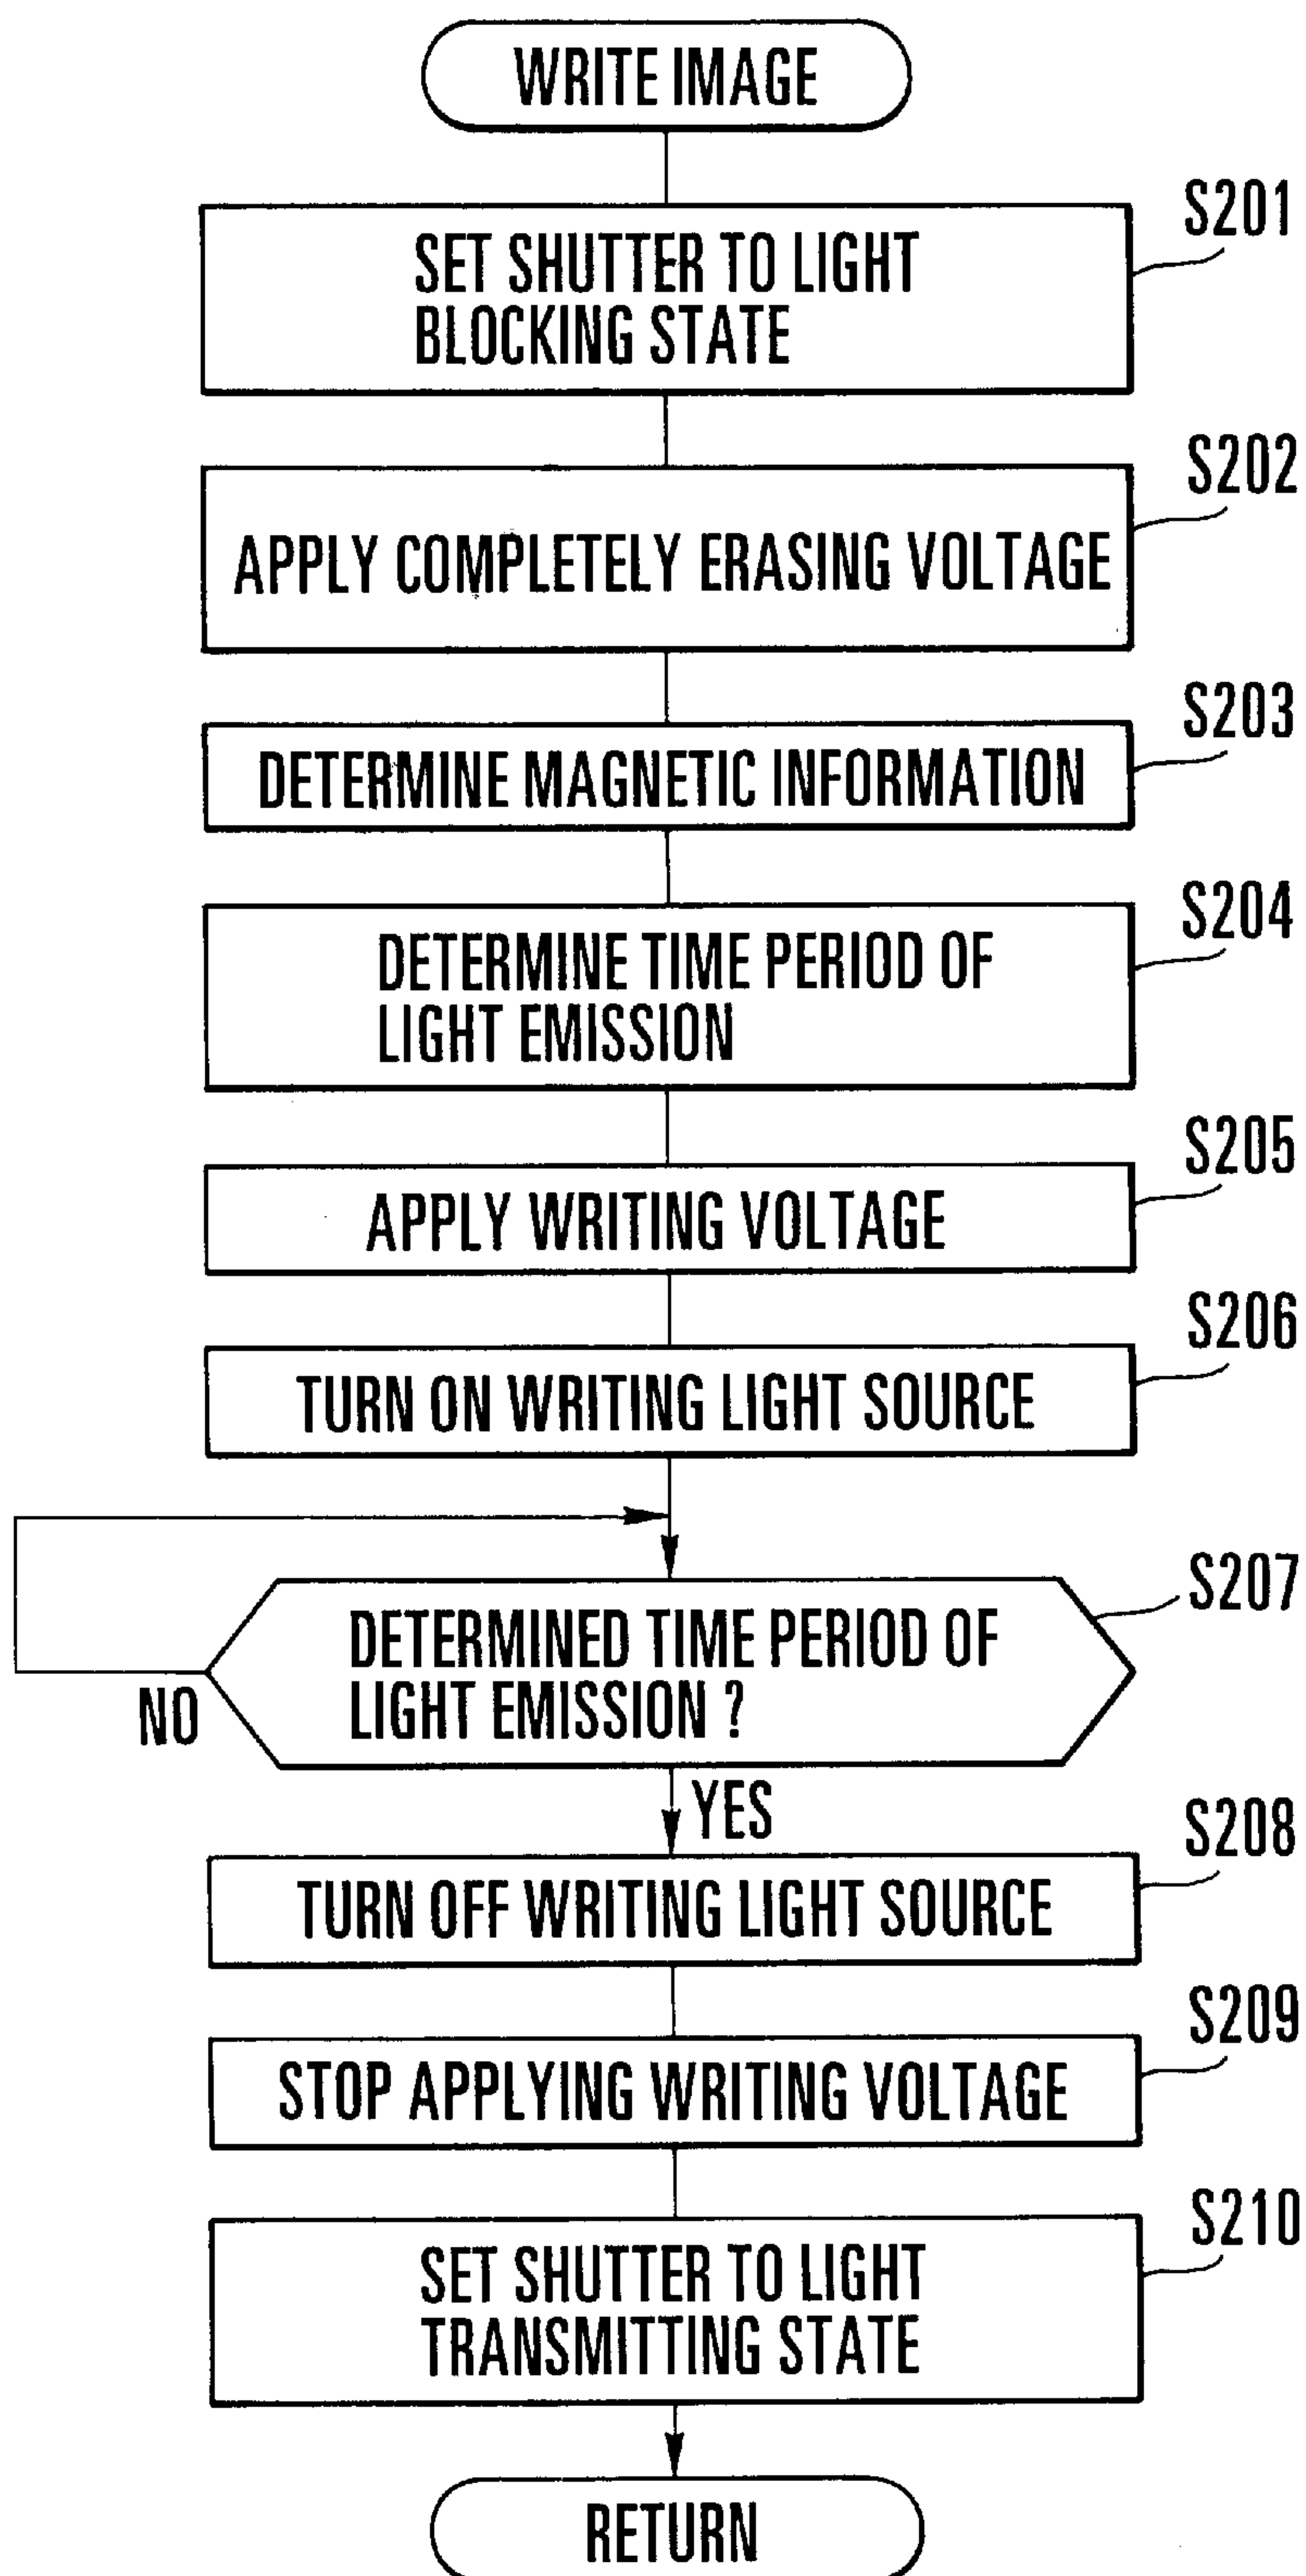 WRITE IMAGE
S201
SET SHUTTER TO LIGHT
BLOCKING STATE
S202
APPLY COMPLETELY ERASING VOLTAGE
S203
DETERMINE MAGNETIC INFORMATION
S204
DETERMINE TIME PERIOD OF
LIGHT EMISSION
S205
APPLY WRITING VOLTAGE
S206
TURN ON WRITING LIGHT SOURCE
S207
DETERMINED TIME PERIOD OF
LIGHT EMISSION ?
NO
YES
S208
TURN OFF WRITING LIGHT SOURCE
S209
STOP APPLYING WRITING VOLTAGE
S210
SET SHUTTER TO LIGHT
TRANSMITTING STATE
RETURN